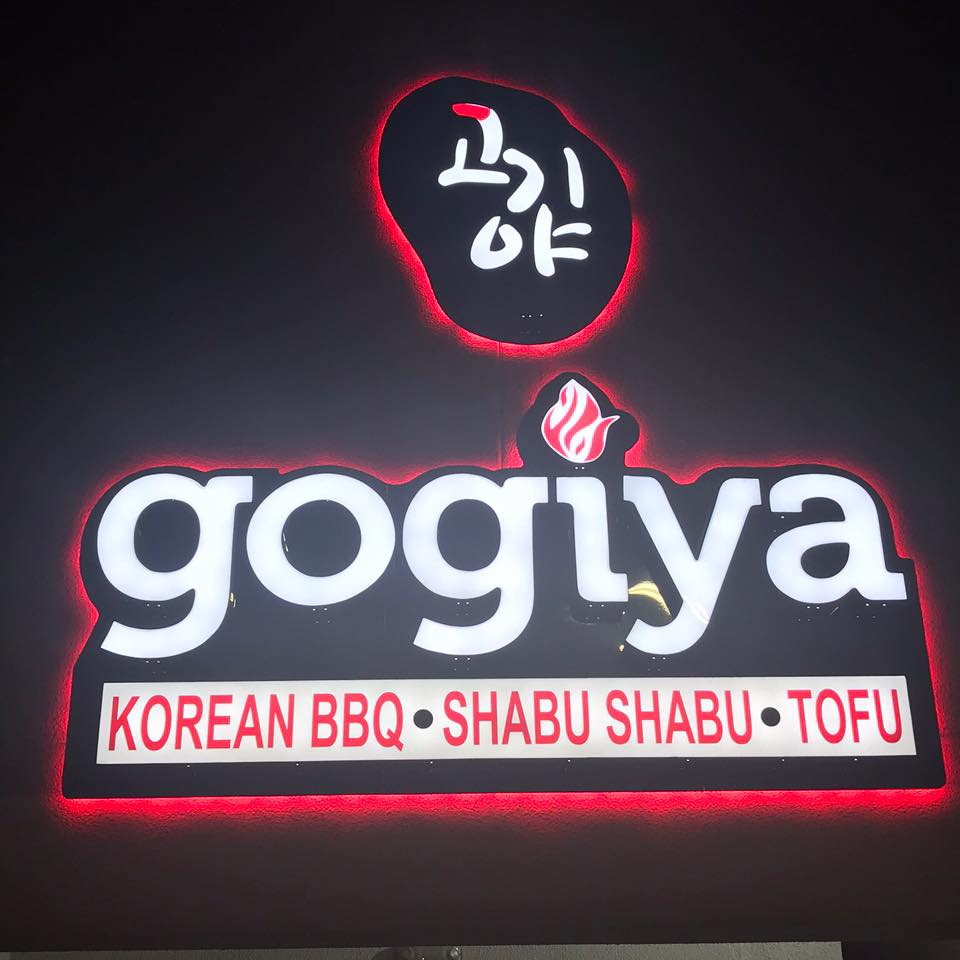 고기
야
gogiya
KOREAN BBQ • SHABU SHABU • TOFU